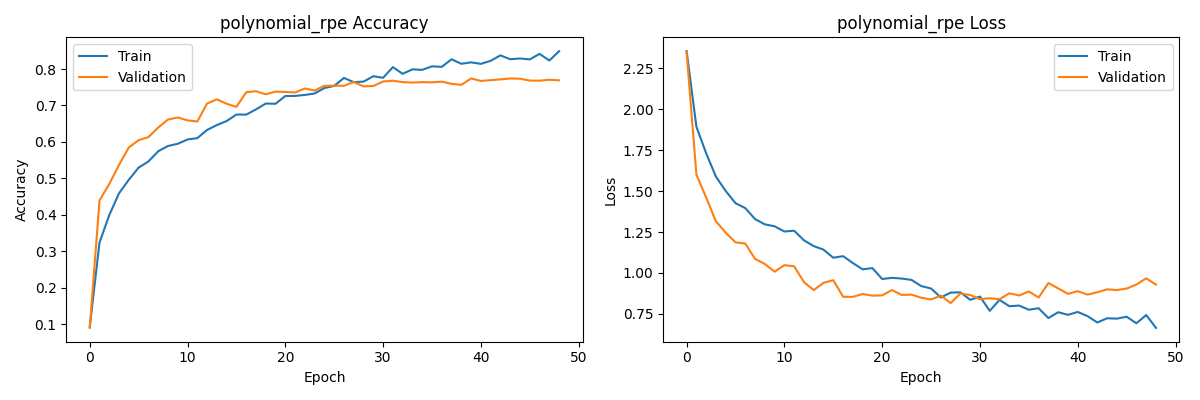 polynomial_rpe Accuracy
Train
Validation
Accuracy
0.8
0.7
0.6
0.5
0.4
0.3
0.2
0.1
0 10 20 30 40 50
Epoch
polynomial_rpe Loss
Train
Validation
Loss
2.25
2.00
1.75
1.50
1.25
1.00
0.75
0 10 20 30 40 50
Epoch